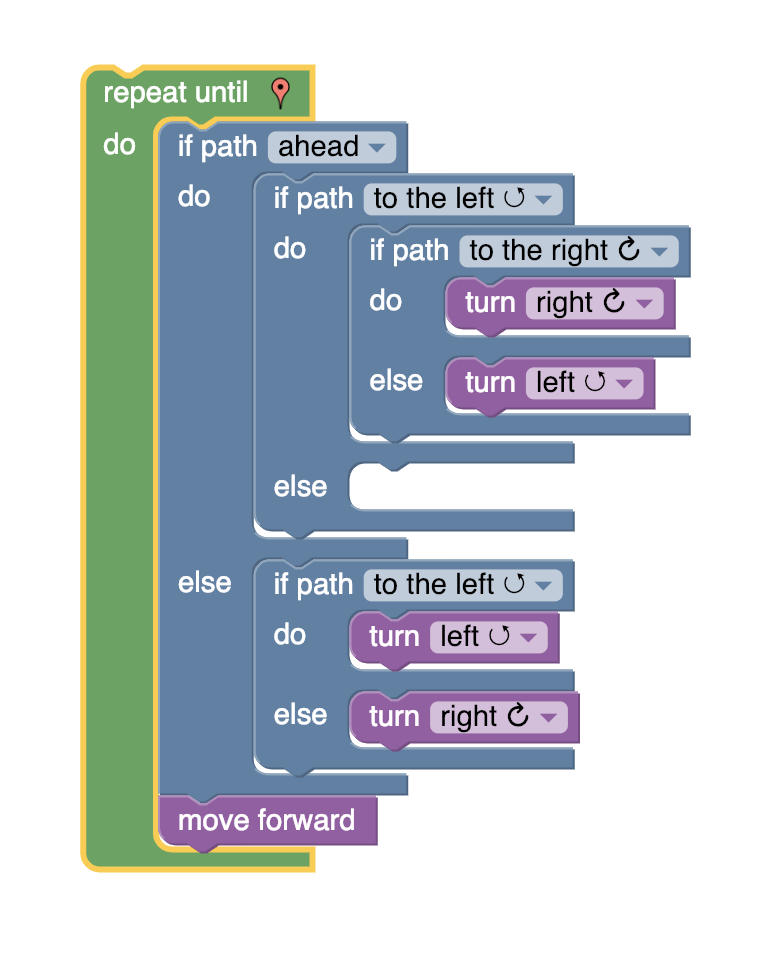 repeat until
do if path ahead
do if path to the left ↺
do if path to the right ↻
do turn right ↻
else turn left ↺
else
else if path to the left ↺
do turn left ↺
else turn right ↻
move forward